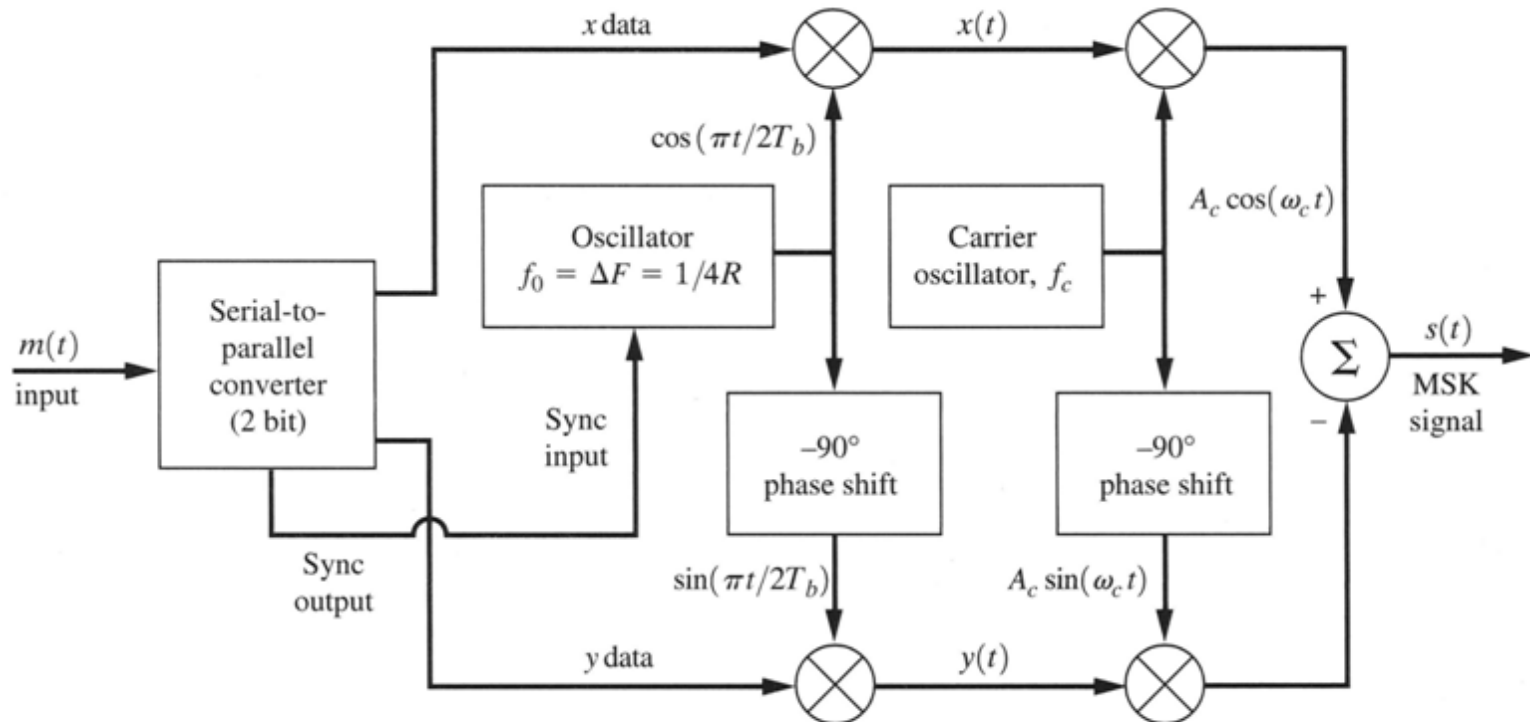 x data
x(t)
cos(πt/2T_b)
A_c cos(ω_c t)
Oscillator
f_0 = ΔF = 1/4R
Carrier
oscillator, f_c
Serial-to-
parallel
converter
(2 bit)
m(t)
input
+
Σ
−
s(t)
MSK
signal
Sync
input
–90°
phase shift
–90°
phase shift
Sync
output
sin(πt/2T_b)
A_c sin(ω_c t)
y data
y(t)